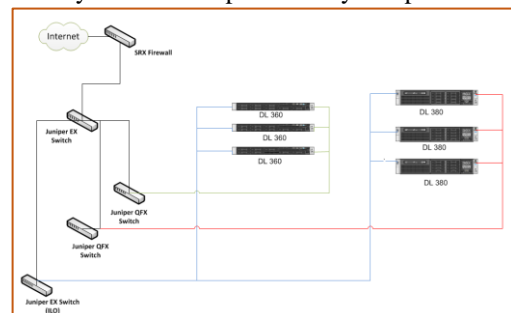 Internet
SRX Firewall
Juniper EX
Switch
DL 360
DL 360
DL 360
DL 380
DL 380
DL 380
Juniper QFX
Switch
Juniper QFX
Switch
Juniper EX Switch
(ILO)